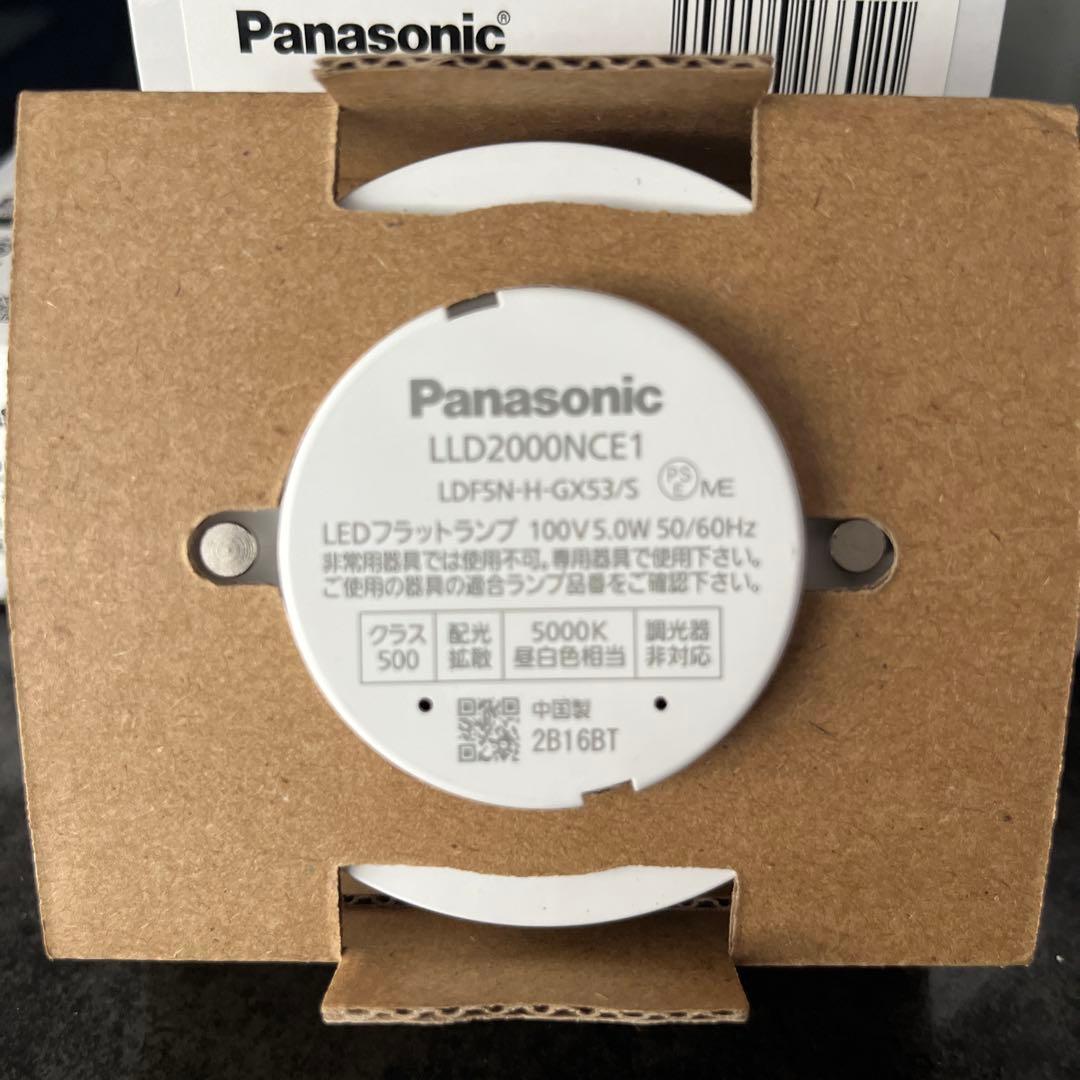 Panasonic®
Panasonic
LLD2000NCE1
LDF5N-H-GX53/S PSE ME
LEDフラットランプ 100V 5.0W 50/60Hz
非常用器具では使用不可。専用器具で使用下さい。
ご使用の器具の適合ランプ品番をご確認下さい。
クラス 500
配光 拡散
5000K 昼白色相当
調光器 非対応
中国製
2B16BT